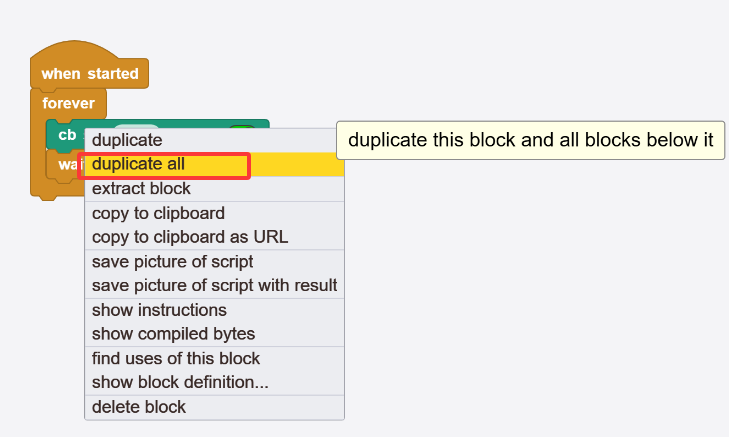 when started
forever
cb
duplicate
duplicate this block and all blocks below it
duplicate all
extract block
copy to clipboard
copy to clipboard as URL
save picture of script
save picture of script with result
show instructions
show compiled bytes
find uses of this block
show block definition...
delete block